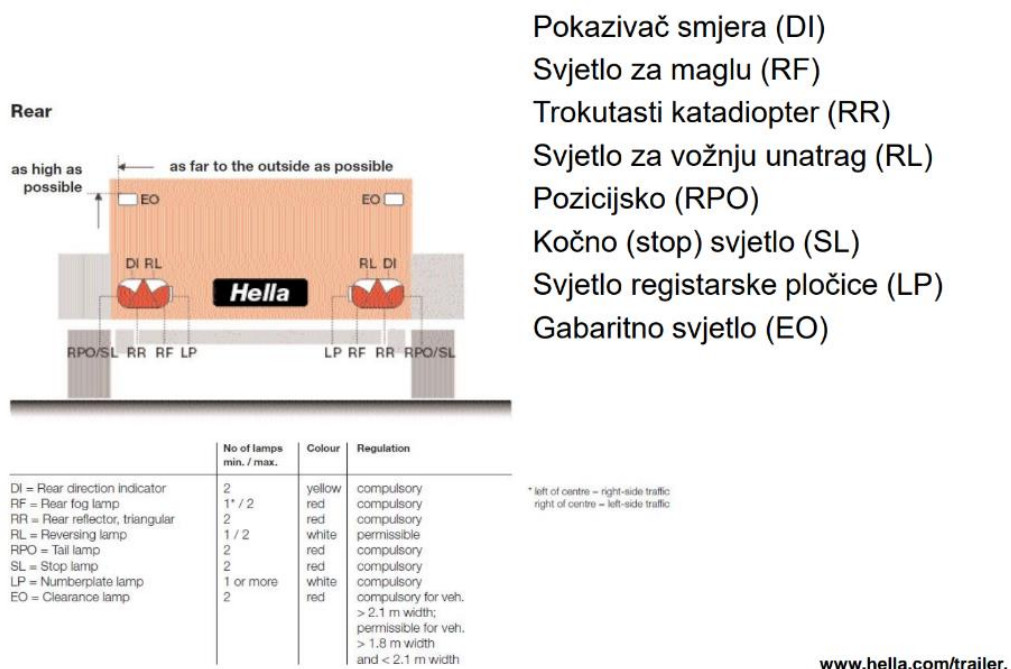 Pokazivač smjera (DI)
Svjetlo za maglu (RF)
Trokutasti katadiopter (RR)
Svjetlo za vožnju unatrag (RL)
Pozicijsko (RPO)
Kočno (stop) svjetlo (SL)
Svjetlo registarske pločice (LP)
Gabaritno svjetlo (EO)
Rear
as high as possible
as far to the outside as possible
EO EO
DI RL RL DI
Hella
RPO/SL RR RF LP LP RF RR RPO/SL
No of lamps min. / max. Colour Regulation
DI = Rear direction indicator 2 yellow compulsory
RF = Rear fog lamp 1* / 2 red compulsory
RR = Rear reflector, triangular 2 red compulsory
RL = Reversing lamp 1 / 2 white permissible
RPO = Tail lamp 2 red compulsory
SL = Stop lamp 2 red compulsory
LP = Numberplate lamp 1 or more white compulsory
EO = Clearance lamp 2 red compulsory for veh.
> 2.1 m width;
permissible for veh.
> 1.8 m width
and < 2.1 m width
* left of centre = right-side traffic
right of centre = left-side traffic
www.hella.com/trailer.